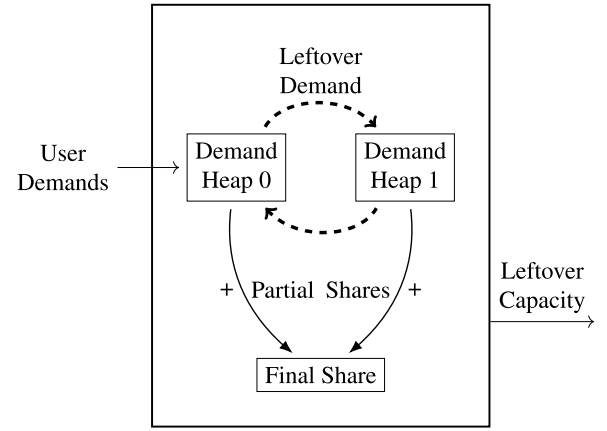 Leftover
Demand
User
Demands
Demand
Heap 0
Demand
Heap 1
+ Partial Shares +
Leftover
Capacity
Final Share